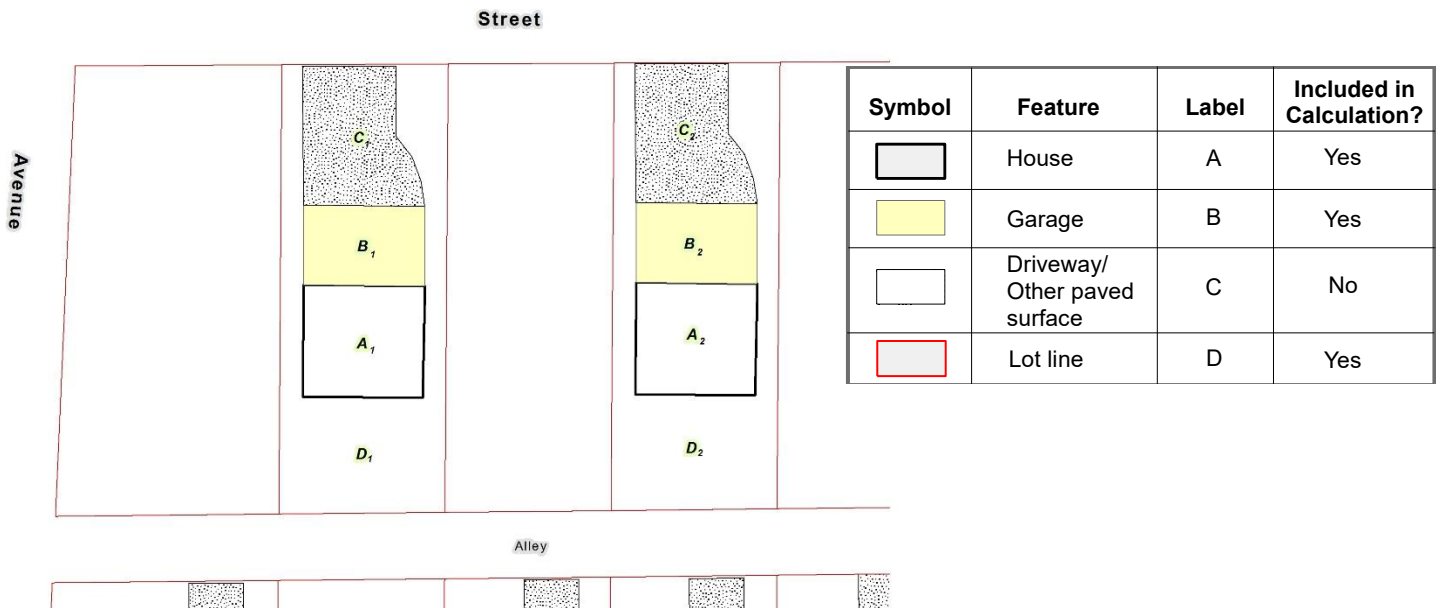 Street
Avenue
C1
C2
B1
B2
A1
A2
D1
D2
Alley
Symbol Feature Label Included in
Calculation?
House A Yes
Garage B Yes
Driveway/
Other paved C No
surface
Lot line D Yes